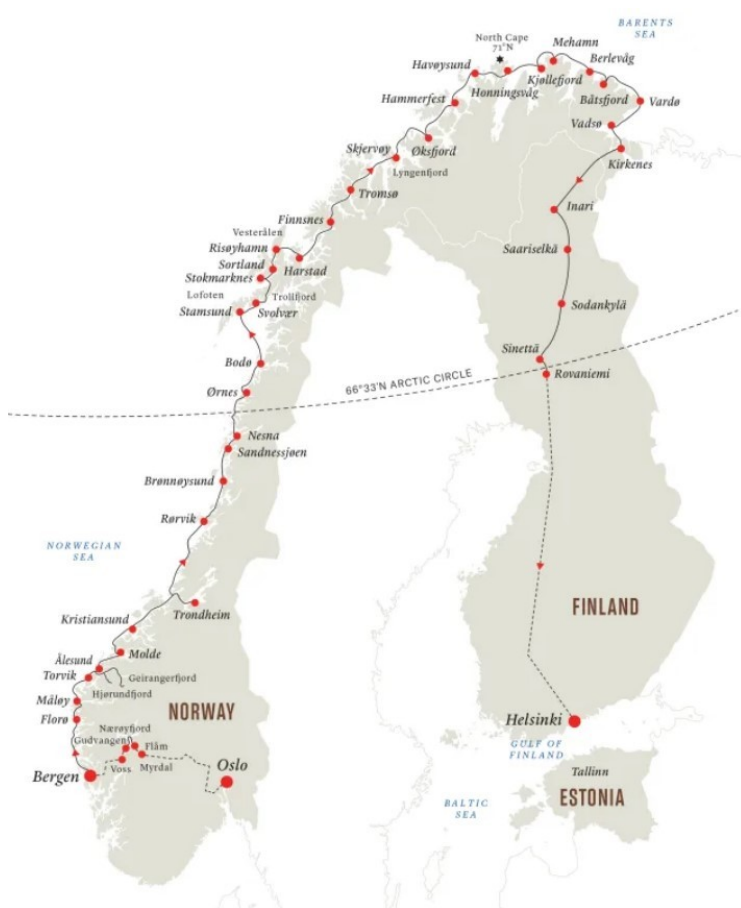 BARENTS
SEA
North Cape
71°N
Mehamn
Berlevåg
Havøysund
Kjøllefjord
Honningsvåg
Hammerfest
Båtsfjord
Vardø
Vadsø
Skjervøy
Øksfjord
Kirkenes
Lyngenfjord
Tromsø
Inari
Finnsnes
Vesterålen
Risøyhamn
Saariselkä
Sortland
Harstad
Stokmarknes
Lofoten
Trollfjord
Stamsund
Svolvær
Sodankylä
Sinettä
Bodø
Rovaniemi
66°33'N ARCTIC CIRCLE
Ørnes
Nesna
Sandnessjøen
Brønnøysund
Rørvik
NORWEGIAN
SEA
FINLAND
Trondheim
Kristiansund
Molde
Ålesund
Torvik
Geirangerfjord
Hjørundfjord
Måløy
NORWAY
Florø
Helsinki
Nærøyfjord
Gudvangen
Flåm
GULF OF
FINLAND
Voss
Myrdal
Oslo
Bergen
Tallinn
ESTONIA
BALTIC
SEA